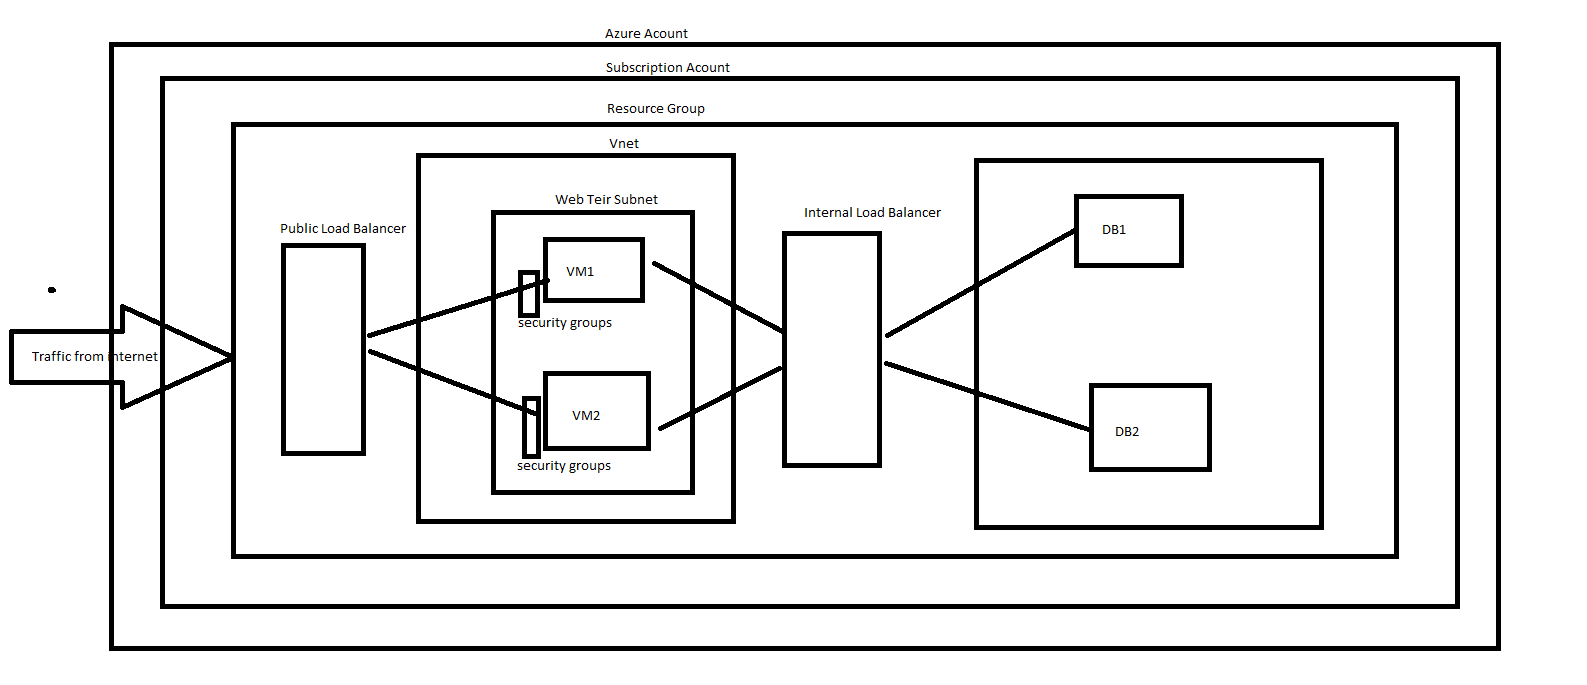 Azure Acount
Subscription Acount
Resource Group
Vnet
Web Teir Subnet
Public Load Balancer
Internal Load Balancer
DB1
VM1
security groups
Traffic from internet
VM2
DB2
security groups